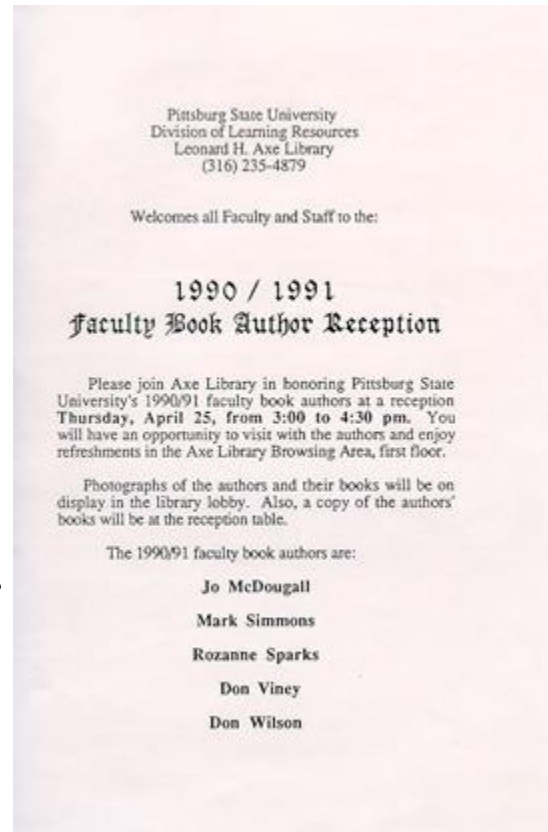 Pittsburg State University
Division of Learning Resources
Leonard H. Axe Library
(316) 235-4879
Welcomes all Faculty and Staff to the:
1990 / 1991
Faculty Book Author Reception
Please join Axe Library in honoring Pittsburg State
University's 1990/91 faculty book authors at a reception
Thursday, April 25, from 3:00 to 4:30 pm. You
will have an opportunity to visit with the authors and enjoy
refreshments in the Axe Library Browsing Area, first floor.
Photographs of the authors and their books will be on
display in the library lobby. Also, a copy of the authors'
books will be at the reception table.
The 1990/91 faculty book authors are:
Jo McDougall
Mark Simmons
Rozanne Sparks
Don Viney
Don Wilson